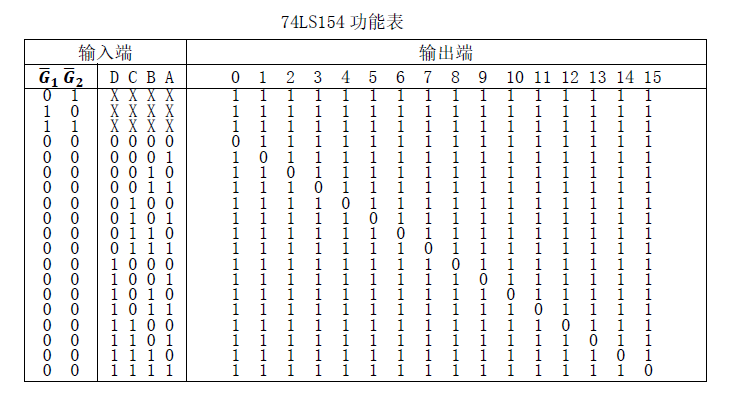 74LS154 功能表
输入端 输出端
G̅₁ G̅₂ D C B A 0 1 2 3 4 5 6 7 8 9 10 11 12 13 14 15
0 1 X X X X 1 1 1 1 1 1 1 1 1 1 1 1 1 1 1 1
1 0 X X X X 1 1 1 1 1 1 1 1 1 1 1 1 1 1 1 1
1 1 X X X X 1 1 1 1 1 1 1 1 1 1 1 1 1 1 1 1
0 0 0 0 0 0 0 1 1 1 1 1 1 1 1 1 1 1 1 1 1 1
0 0 0 0 0 1 1 0 1 1 1 1 1 1 1 1 1 1 1 1 1 1
0 0 0 0 1 0 1 1 0 1 1 1 1 1 1 1 1 1 1 1 1 1
0 0 0 0 1 1 1 1 1 0 1 1 1 1 1 1 1 1 1 1 1 1
0 0 0 1 0 0 1 1 1 1 0 1 1 1 1 1 1 1 1 1 1 1
0 0 0 1 0 1 1 1 1 1 1 0 1 1 1 1 1 1 1 1 1 1
0 0 0 1 1 0 1 1 1 1 1 1 0 1 1 1 1 1 1 1 1 1
0 0 0 1 1 1 1 1 1 1 1 1 1 0 1 1 1 1 1 1 1 1
0 0 1 0 0 0 1 1 1 1 1 1 1 1 0 1 1 1 1 1 1 1
0 0 1 0 0 1 1 1 1 1 1 1 1 1 1 0 1 1 1 1 1 1
0 0 1 0 1 0 1 1 1 1 1 1 1 1 1 1 0 1 1 1 1 1
0 0 1 0 1 1 1 1 1 1 1 1 1 1 1 1 1 0 1 1 1 1
0 0 1 1 0 0 1 1 1 1 1 1 1 1 1 1 1 1 0 1 1 1
0 0 1 1 0 1 1 1 1 1 1 1 1 1 1 1 1 1 1 0 1 1
0 0 1 1 1 0 1 1 1 1 1 1 1 1 1 1 1 1 1 1 0 1
0 0 1 1 1 1 1 1 1 1 1 1 1 1 1 1 1 1 1 1 1 0